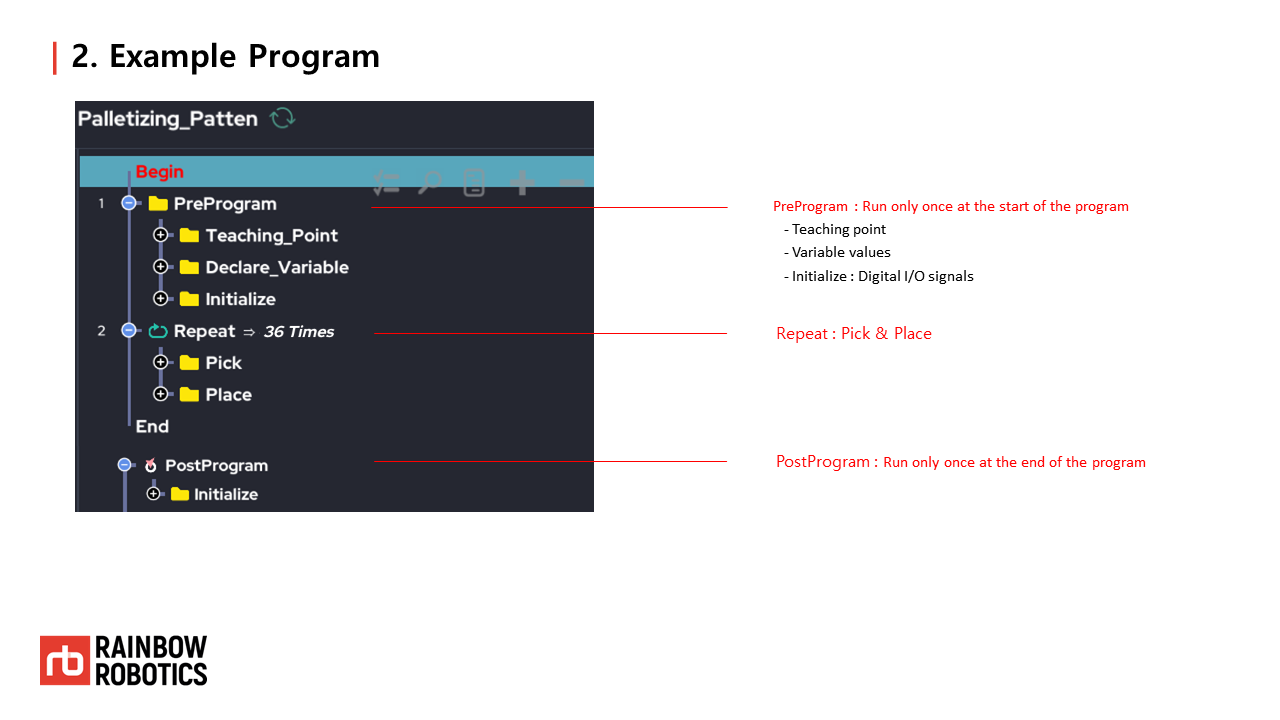 2. Example Program
Palletizing_Patten
Begin
1 PreProgram
Teaching_Point
Declare_Variable
Initialize
2 Repeat ⇒ 36 Times
Pick
Place
End
PostProgram
Initialize
PreProgram : Run only once at the start of the program
- Teaching point
- Variable values
- Initialize : Digital I/O signals
Repeat : Pick & Place
PostProgram : Run only once at the end of the program
rb
RAINBOW
ROBOTICS